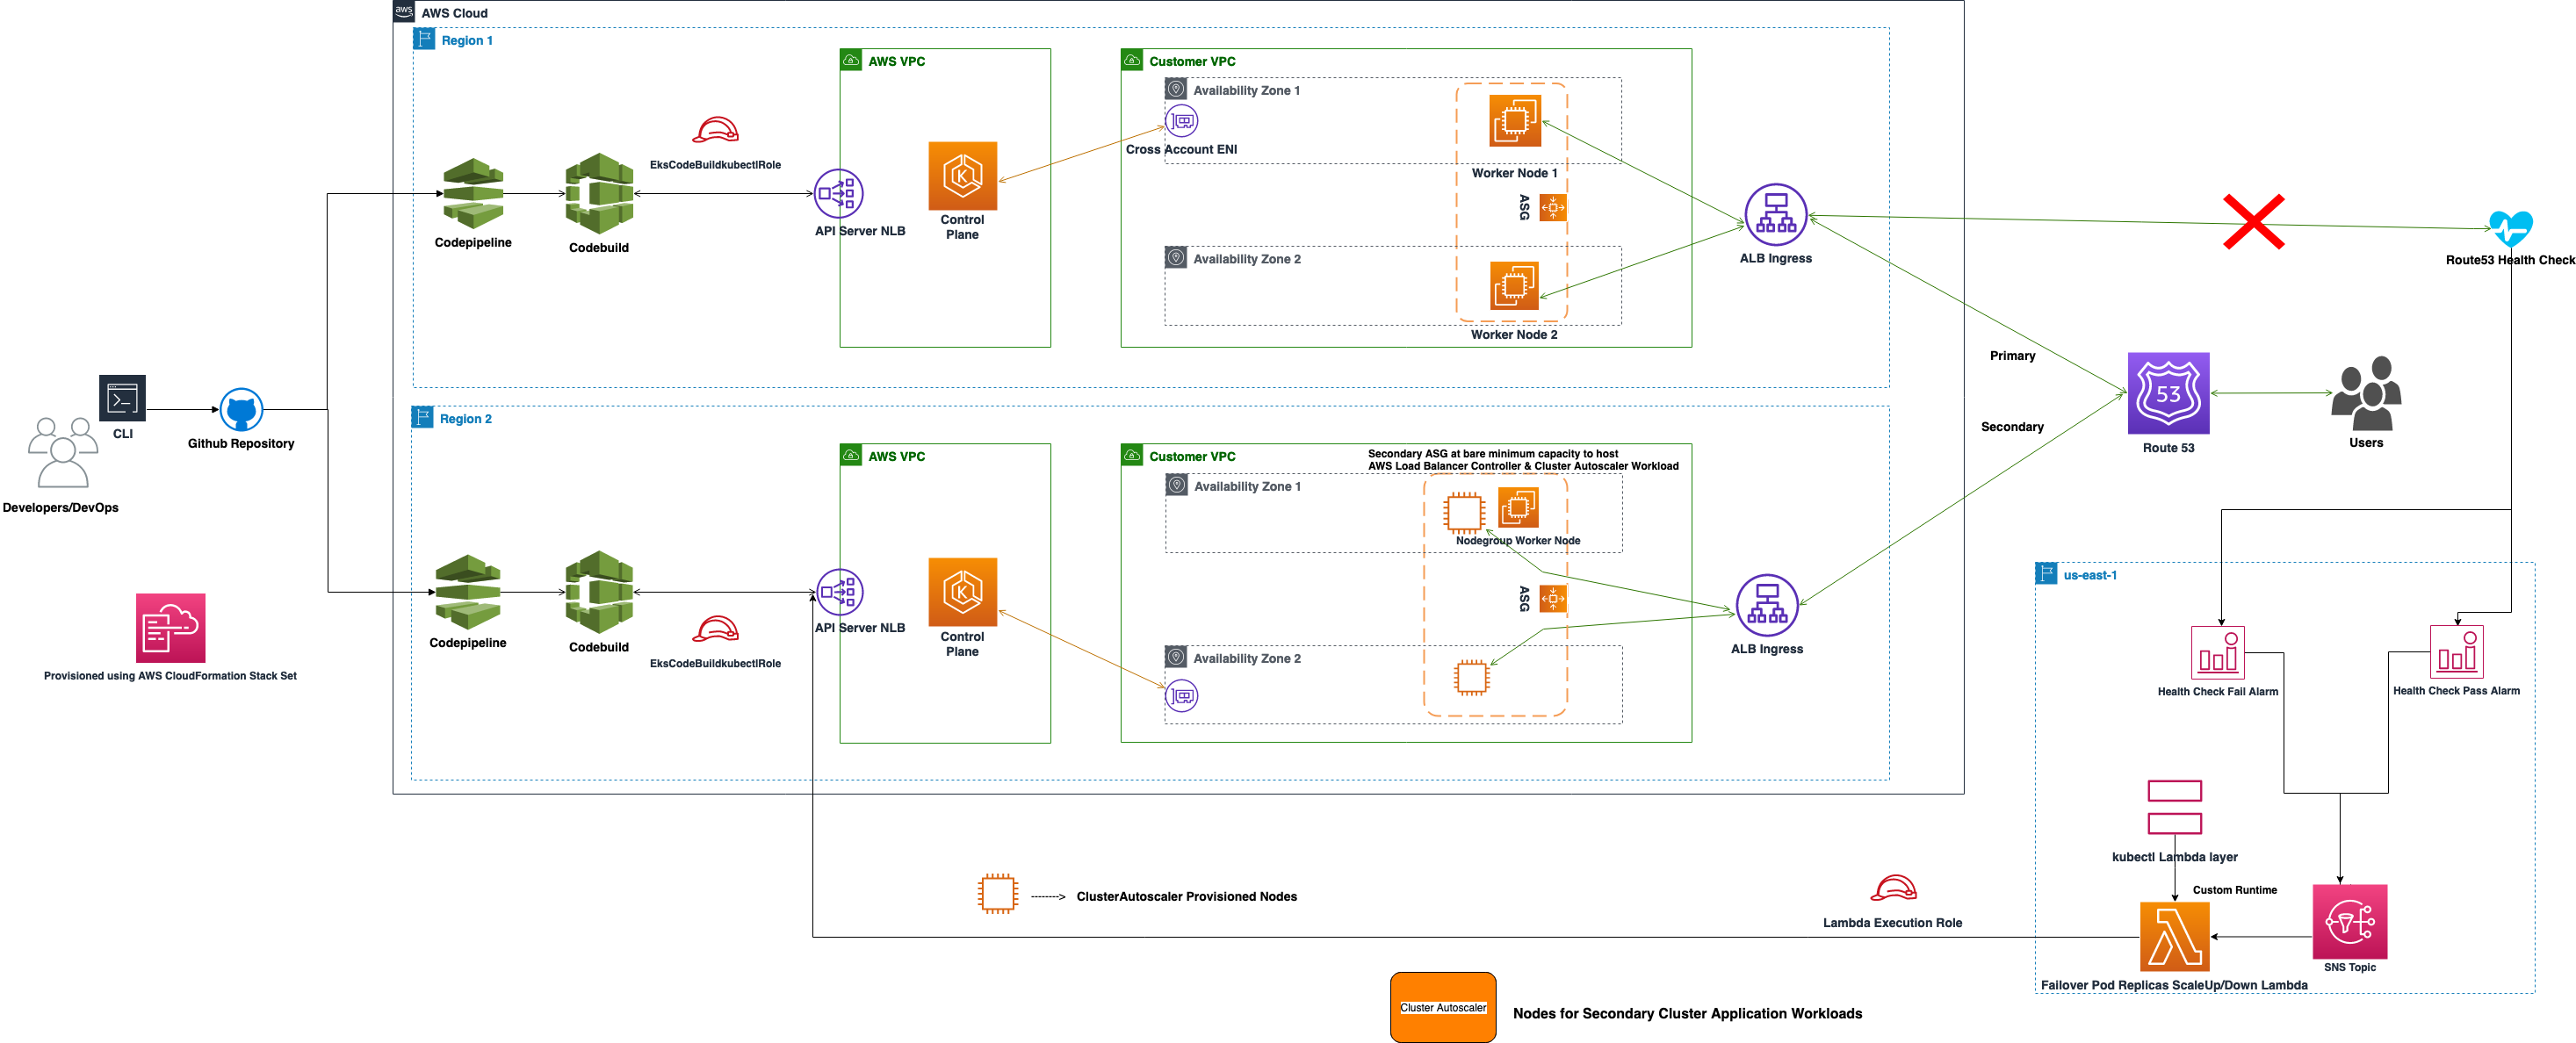 aws
AWS Cloud
Region 1
AWS VPC
Customer VPC
Availability Zone 1
Cross Account ENI
Worker Node 1
EksCodeBuildkubectlRole
Codepipeline
Codebuild
API Server NLB
Control
Plane
ASG
Availability Zone 2
Worker Node 2
ALB Ingress
Route53 Health Check
Primary
Secondary
53
Route 53
Users
CLI
Github Repository
Developers/DevOps
Provisioned using AWS CloudFormation Stack Set
Region 2
AWS VPC
Customer VPC
Secondary ASG at bare minimum capacity to host
AWS Load Balancer Controller & Cluster Autoscaler Workload
Availability Zone 1
Nodegroup Worker Node
Codepipeline
Codebuild
EksCodeBuildkubectlRole
API Server NLB
Control
Plane
ASG
Availability Zone 2
ALB Ingress
us-east-1
Health Check Fail Alarm
Health Check Pass Alarm
kubectl Lambda layer
Custom Runtime
SNS Topic
Failover Pod Replicas ScaleUp/Down Lambda
Lambda Execution Role
ClusterAutoscaler Provisioned Nodes
Cluster Autoscaler
Nodes for Secondary Cluster Application Workloads